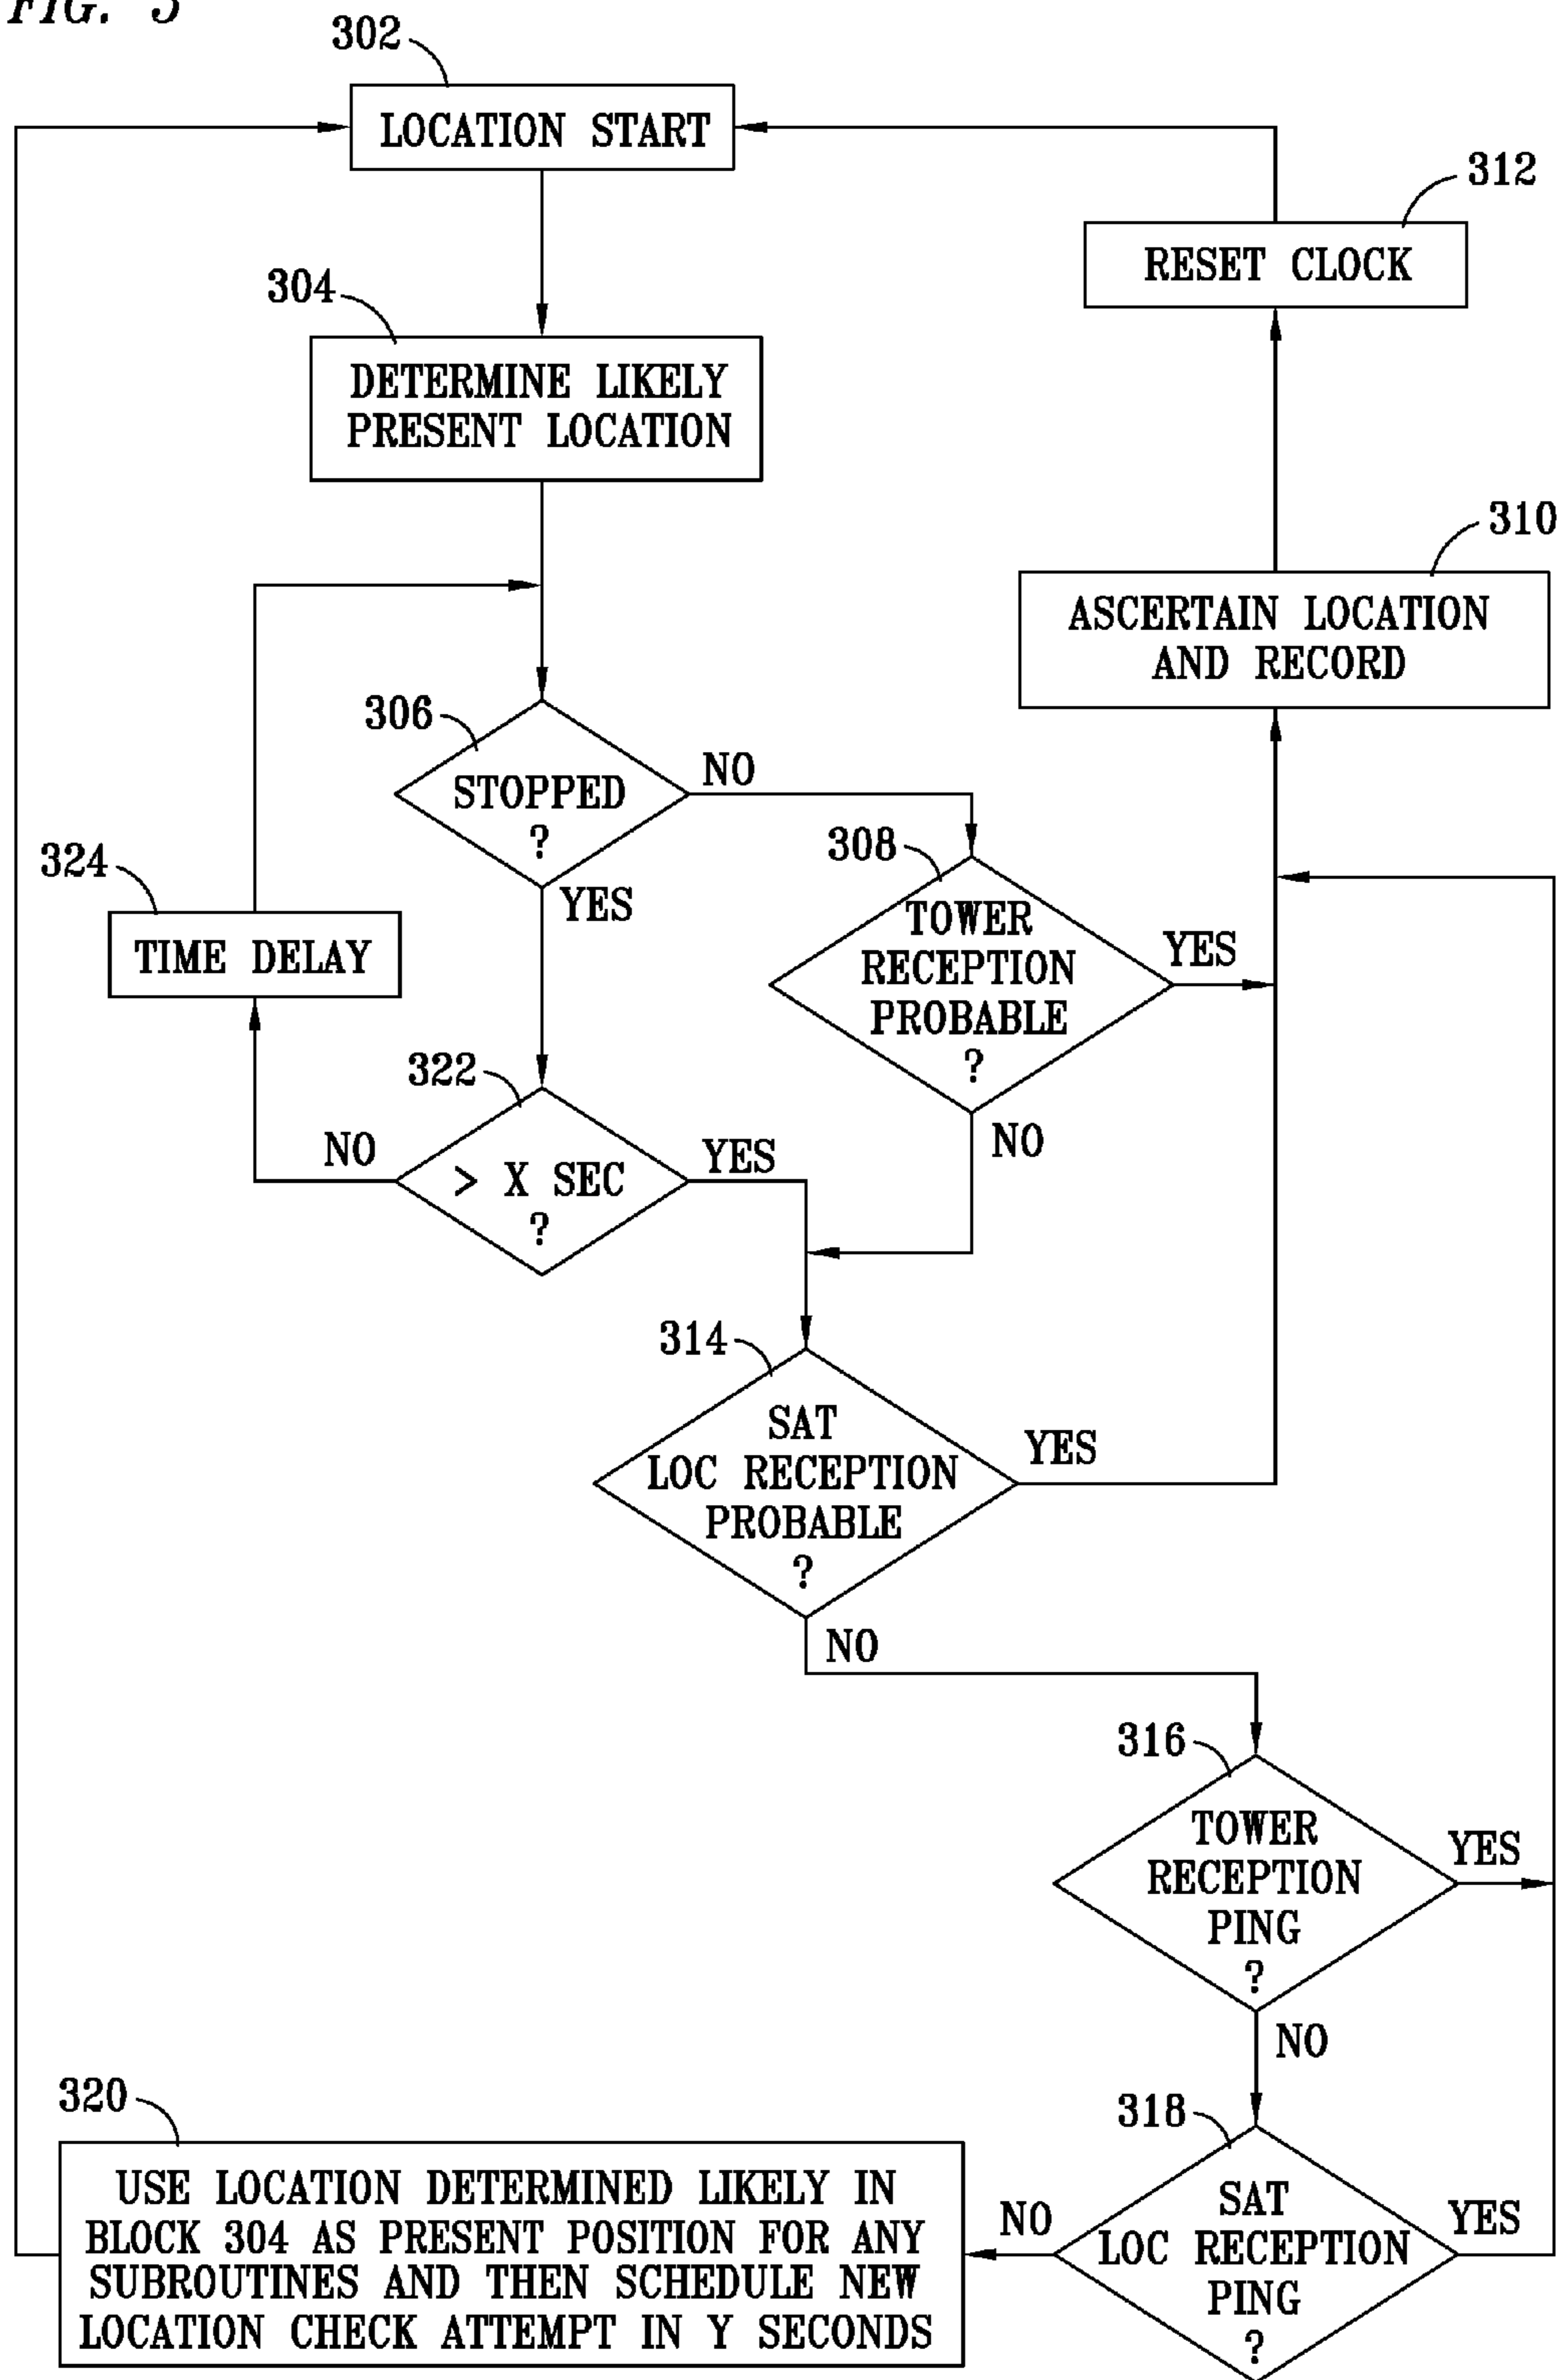 FIG. 3
302
LOCATION START
312
RESET CLOCK
304
DETERMINE LIKELY
PRESENT LOCATION
310
ASCERTAIN LOCATION
AND RECORD
306
STOPPED
?
NO
YES
308
TOWER
RECEPTION
PROBABLE
?
YES
NO
324
TIME DELAY
322
> X SEC
?
NO
YES
314
SAT
LOC RECEPTION
PROBABLE
?
YES
NO
316
TOWER
RECEPTION
PING
?
YES
NO
318
SAT
LOC RECEPTION
PING
?
YES
NO
320
USE LOCATION DETERMINED LIKELY IN
BLOCK 304 AS PRESENT POSITION FOR ANY
SUBROUTINES AND THEN SCHEDULE NEW
LOCATION CHECK ATTEMPT IN Y SECONDS